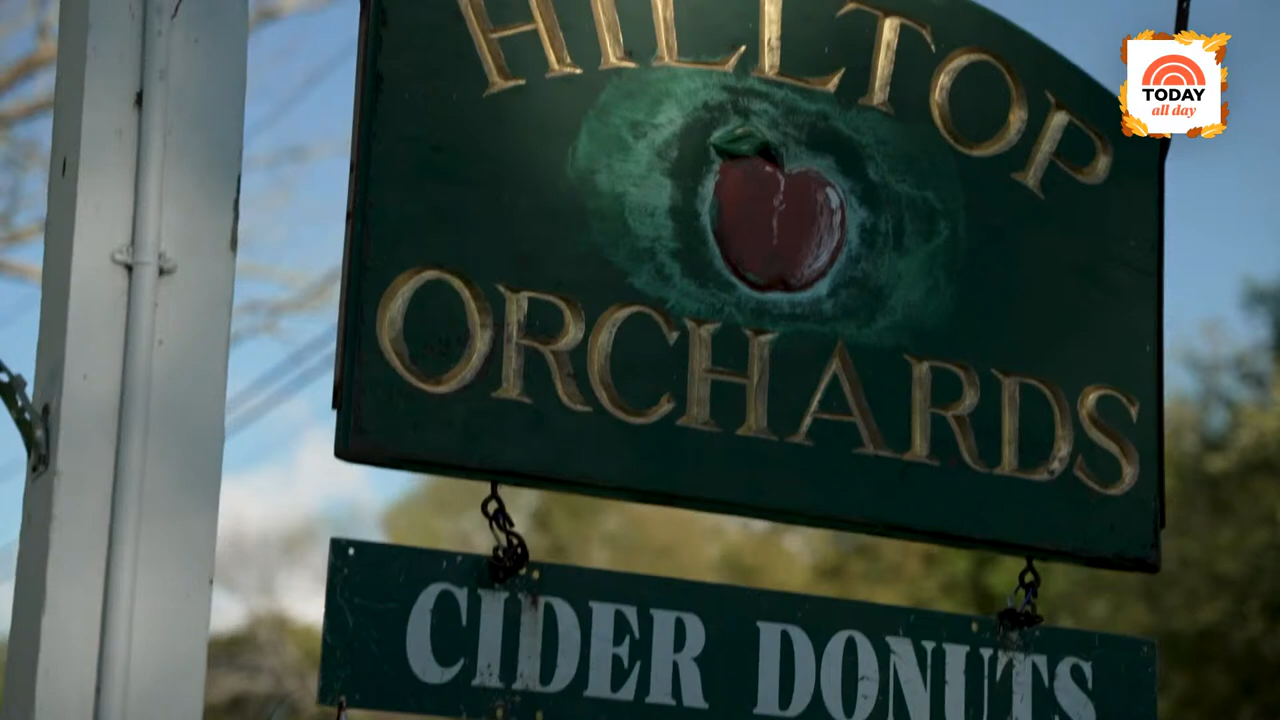 HILLTOP
ORCHARDS
CIDER DONUTS
TODAY
all day